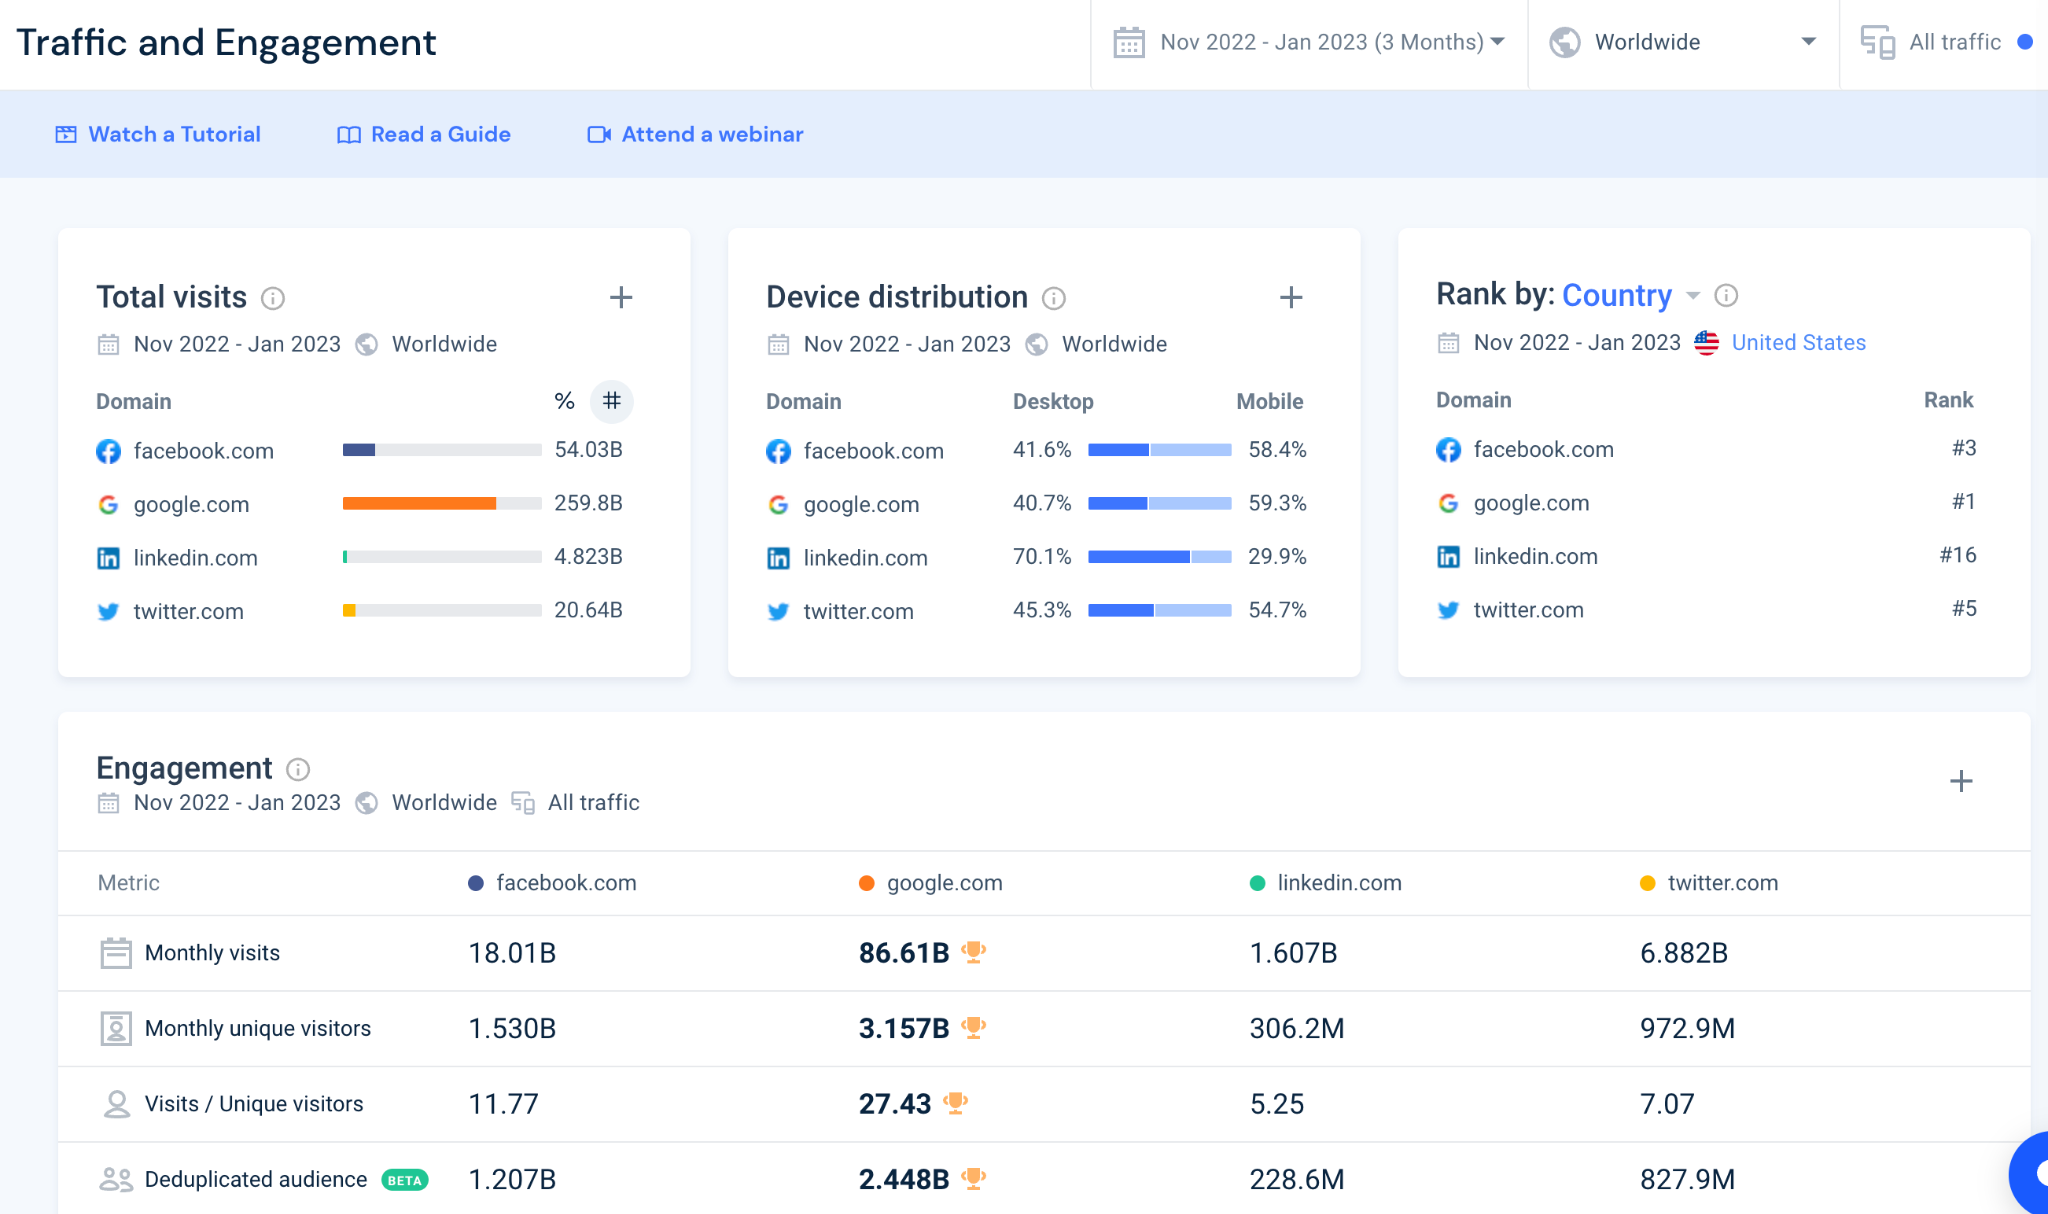 Traffic and Engagement
Nov 2022 - Jan 2023 (3 Months)
Worldwide
All traffic
Watch a Tutorial
Read a Guide
Attend a webinar
Total visits
Nov 2022 - Jan 2023 Worldwide
Domain % #
facebook.com 54.03B
google.com 259.8B
linkedin.com 4.823B
twitter.com 20.64B
Device distribution
Nov 2022 - Jan 2023 Worldwide
Domain Desktop Mobile
facebook.com 41.6% 58.4%
google.com 40.7% 59.3%
linkedin.com 70.1% 29.9%
twitter.com 45.3% 54.7%
Rank by: Country
Nov 2022 - Jan 2023 United States
Domain Rank
facebook.com #3
google.com #1
linkedin.com #16
twitter.com #5
Engagement
Nov 2022 - Jan 2023 Worldwide All traffic
Metric facebook.com google.com linkedin.com twitter.com
Monthly visits 18.01B 86.61B 1.607B 6.882B
Monthly unique visitors 1.530B 3.157B 306.2M 972.9M
Visits / Unique visitors 11.77 27.43 5.25 7.07
Deduplicated audience BETA 1.207B 2.448B 228.6M 827.9M